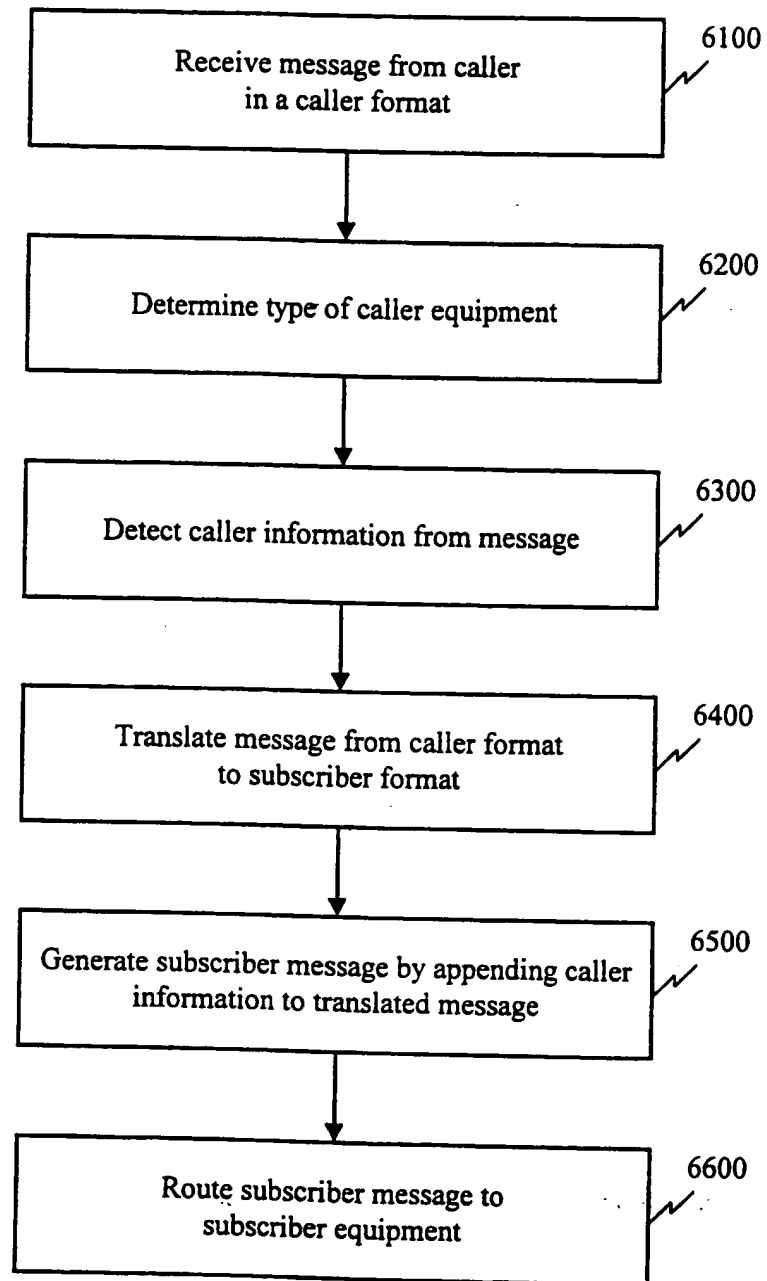 6100
Receive message from caller
in a caller format
6200
Determine type of caller equipment
6300
Detect caller information from message
6400
Translate message from caller format
to subscriber format
6500
Generate subscriber message by appending caller
information to translated message
6600
Route subscriber message to
subscriber equipment